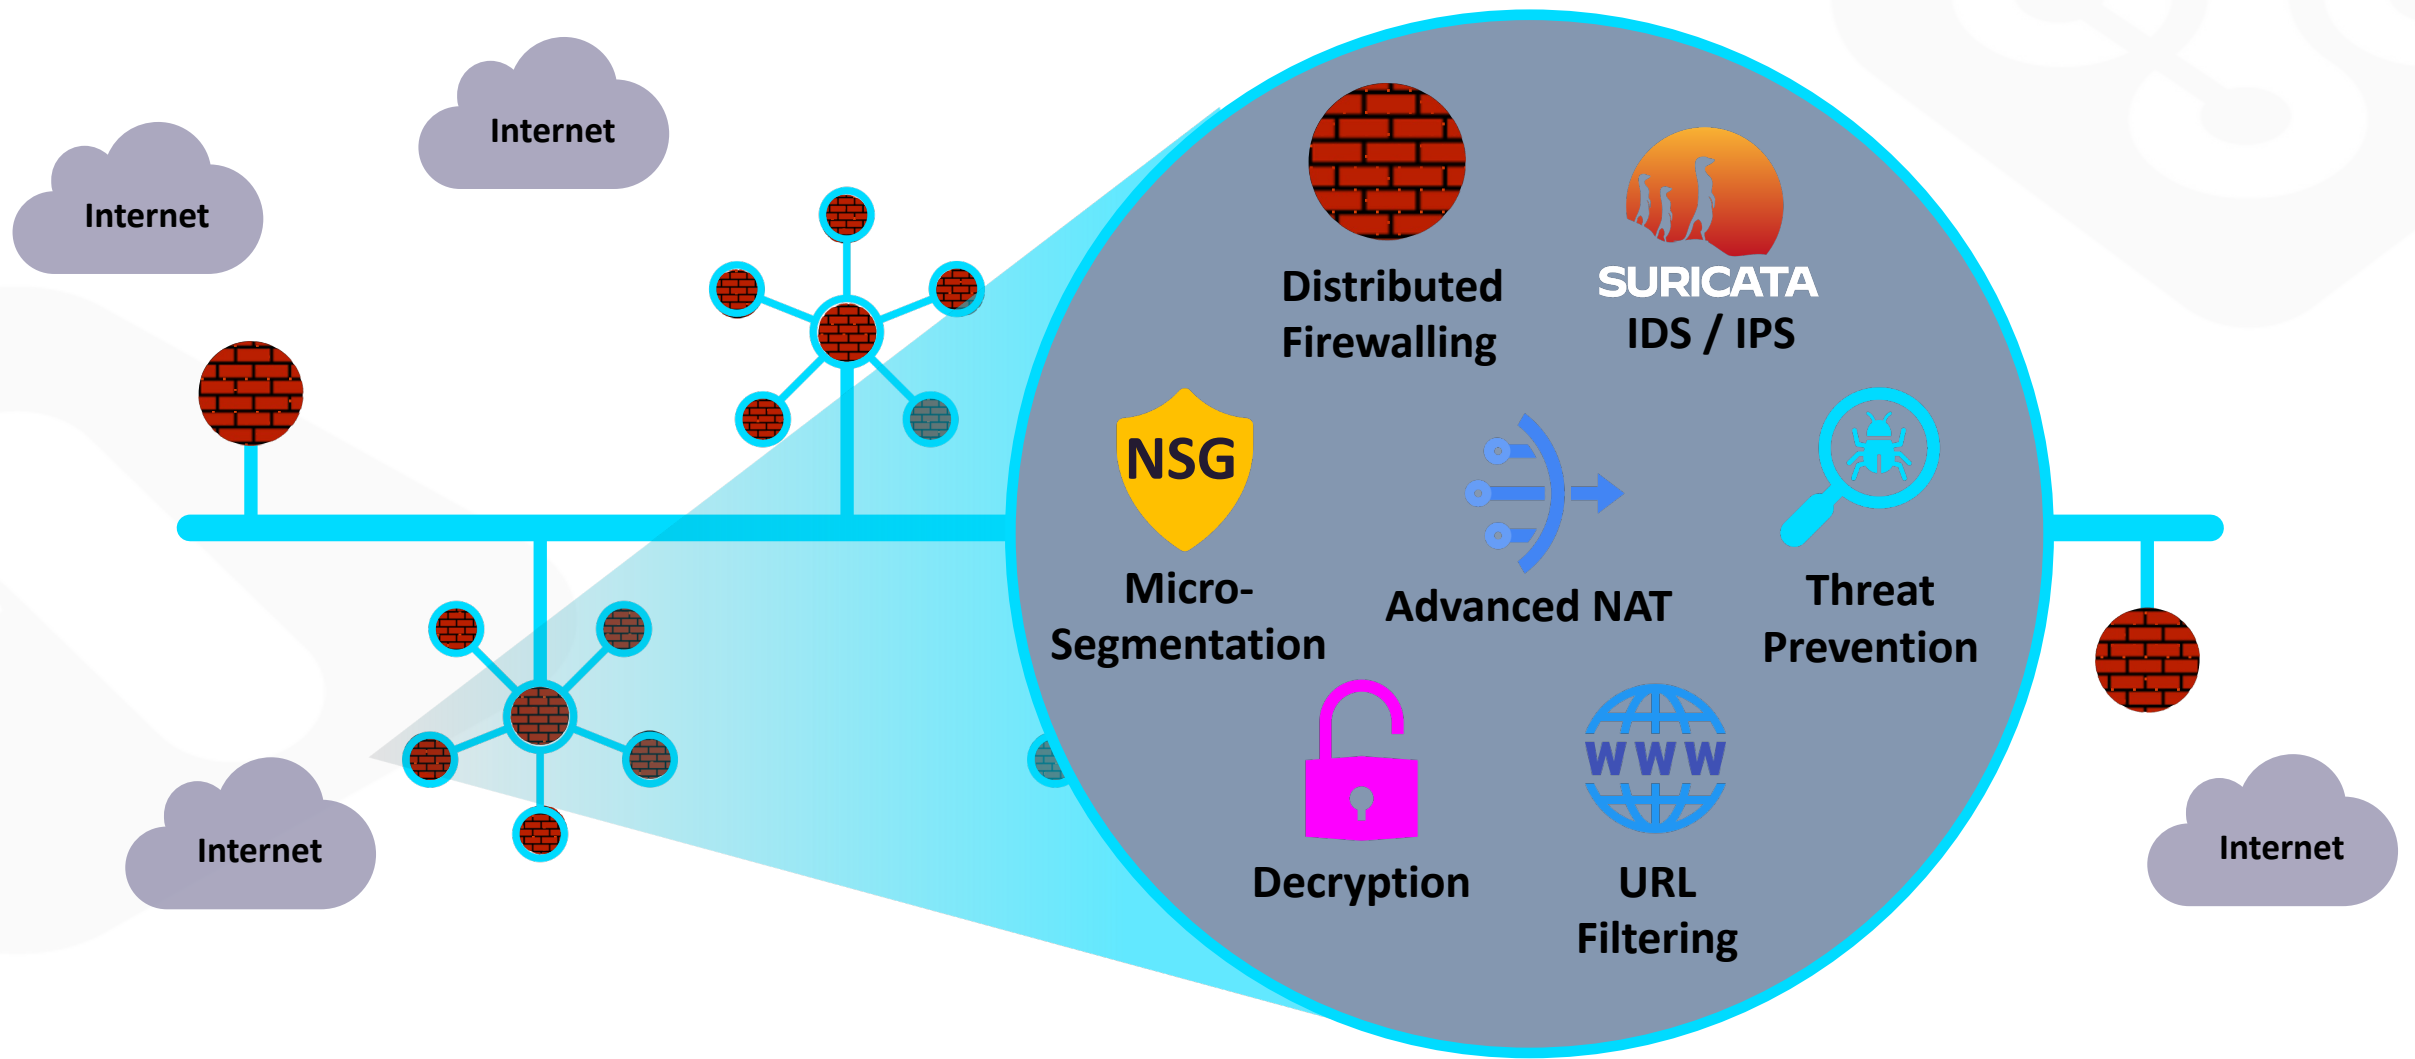 Internet
Internet
Distributed
Firewalling
SURICATA
IDS / IPS
NSG
Micro-
Segmentation
Advanced NAT
Threat
Prevention
Decryption
WWW
URL
Filtering
Internet
Internet